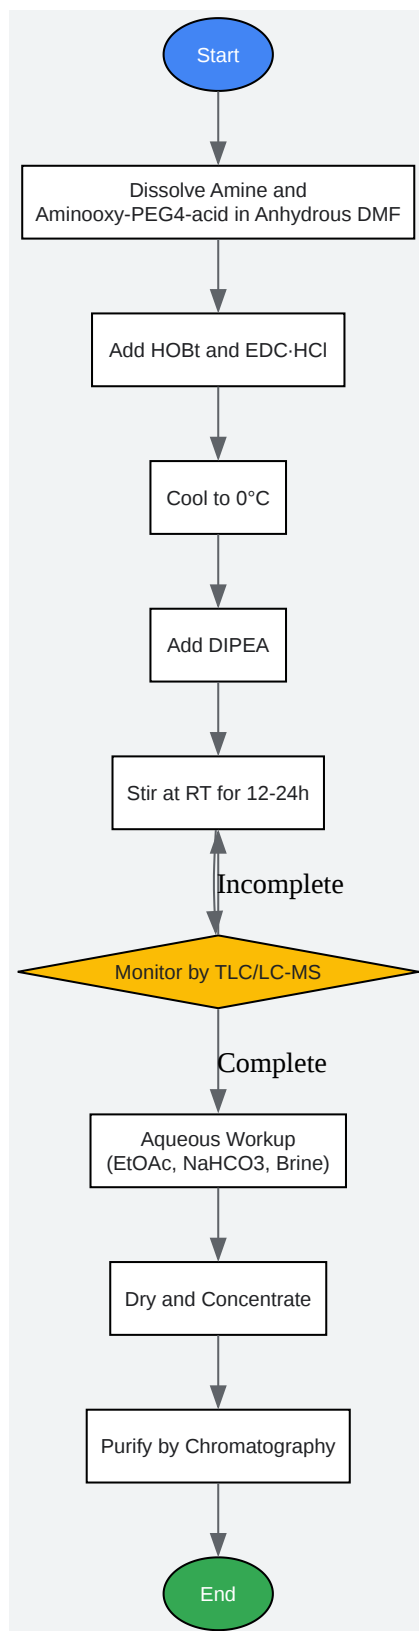 Start
Dissolve Amine and
Aminooxy-PEG4-acid in Anhydrous DMF
Add HOBt and EDC·HCl
Cool to 0°C
Add DIPEA
Stir at RT for 12-24h
Incomplete
Monitor by TLC/LC-MS
Complete
Aqueous Workup
(EtOAc, NaHCO3, Brine)
Dry and Concentrate
Purify by Chromatography
End